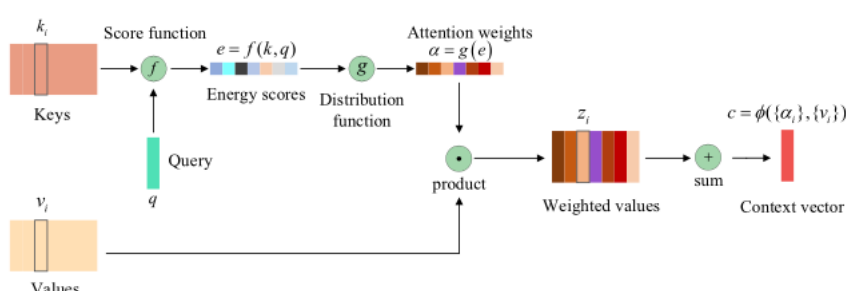 k_i
Score function
f
Keys
e = f(k,q)
Energy scores
g
Distribution
function
Attention weights
α = g(e)
Query
q
v_i
Values
•
product
z_i
Weighted values
+
sum
c = ϕ({α_i},{v_i})
Context vector